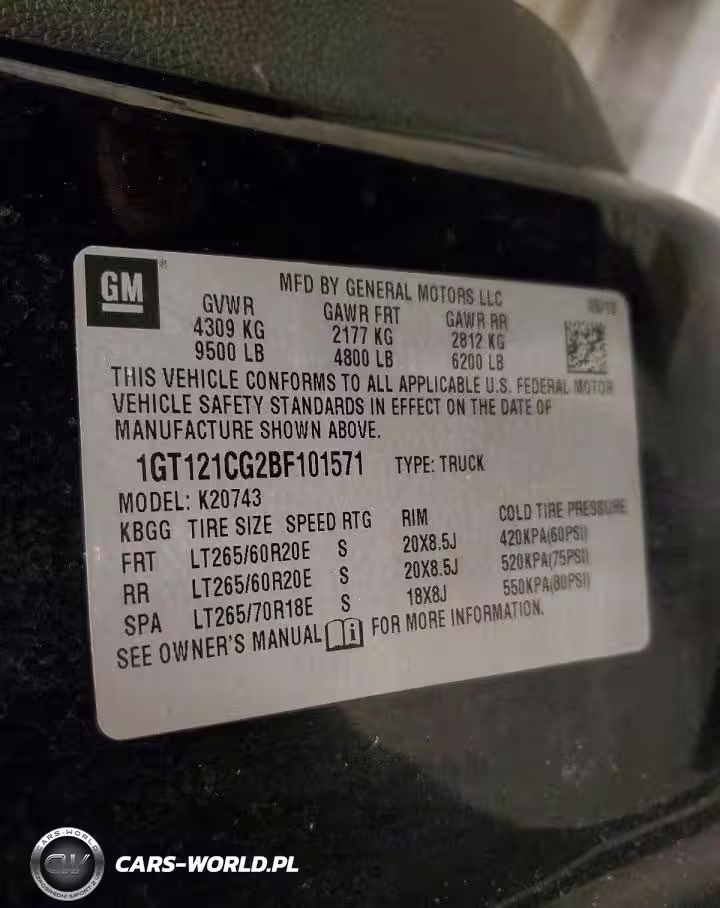 GM
MFD BY GENERAL MOTORS LLC
GVWR GAWR FRT GAWR RR
4309 KG 2177 KG 2812 KG
9500 LB 4800 LB 6200 LB
THIS VEHICLE CONFORMS TO ALL APPLICABLE U.S. FEDERAL MOTOR
VEHICLE SAFETY STANDARDS IN EFFECT ON THE DATE OF
MANUFACTURE SHOWN ABOVE.
1GT121CG2BF101571 TYPE: TRUCK
MODEL: K20743
KBGG TIRE SIZE SPEED RTG RIM COLD TIRE PRESSURE
FRT LT265/60R20E S 20X8.5J 420KPA(60PSI)
RR LT265/60R20E S 20X8.5J 520KPA(75PSI)
SPA LT265/70R18E S 18X8J 550KPA(80PSI)
SEE OWNER'S MANUAL FOR MORE INFORMATION.
CARS-WORLD
CW
CARS-WORLD.PL